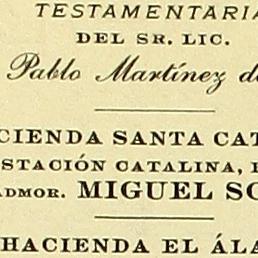 TESTAMENTARIA
DEL SR. LIC.
Pablo Martínez d
CIENDA SANTA CAT
STACIÓN CATALINA,
ADMOR. MIGUEL SO
HACIENDA EL ÁLA